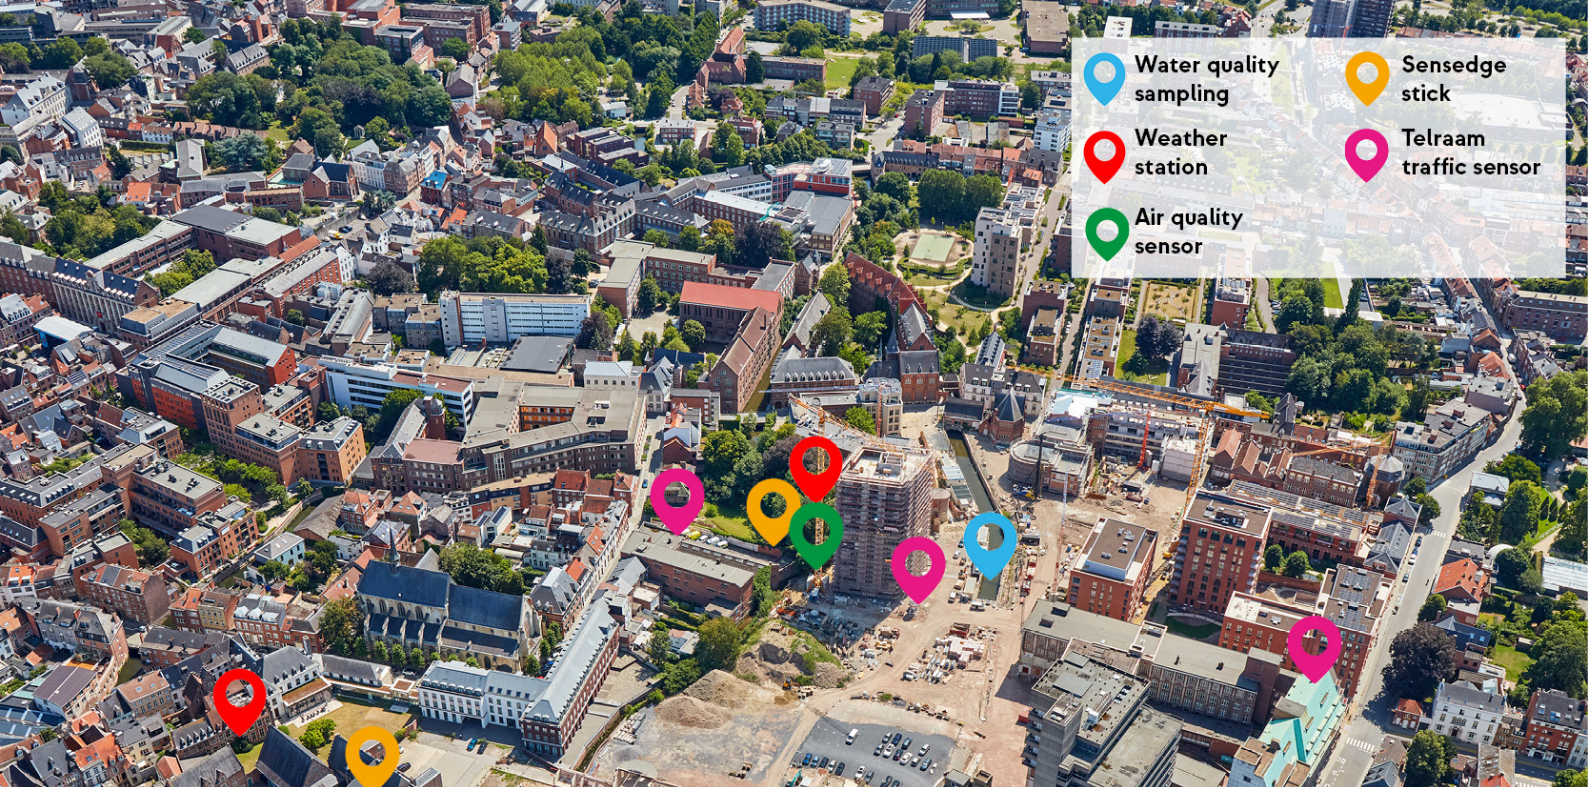 Water quality
sampling
Weather
station
Air quality
sensor
Sensedge
stick
Telraam
traffic sensor